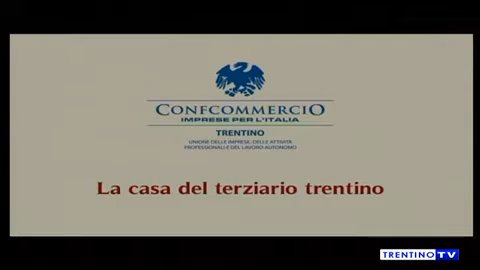 CONFCOMMERCIO
IMPRESE PER L'ITALIA
TRENTINO
UNIONE DELLE IMPRESE, DELLE ATTIVITÀ
PROFESSIONALI E DEL LAVORO AUTONOMO
La casa del terziario trentino
TRENTINO TV